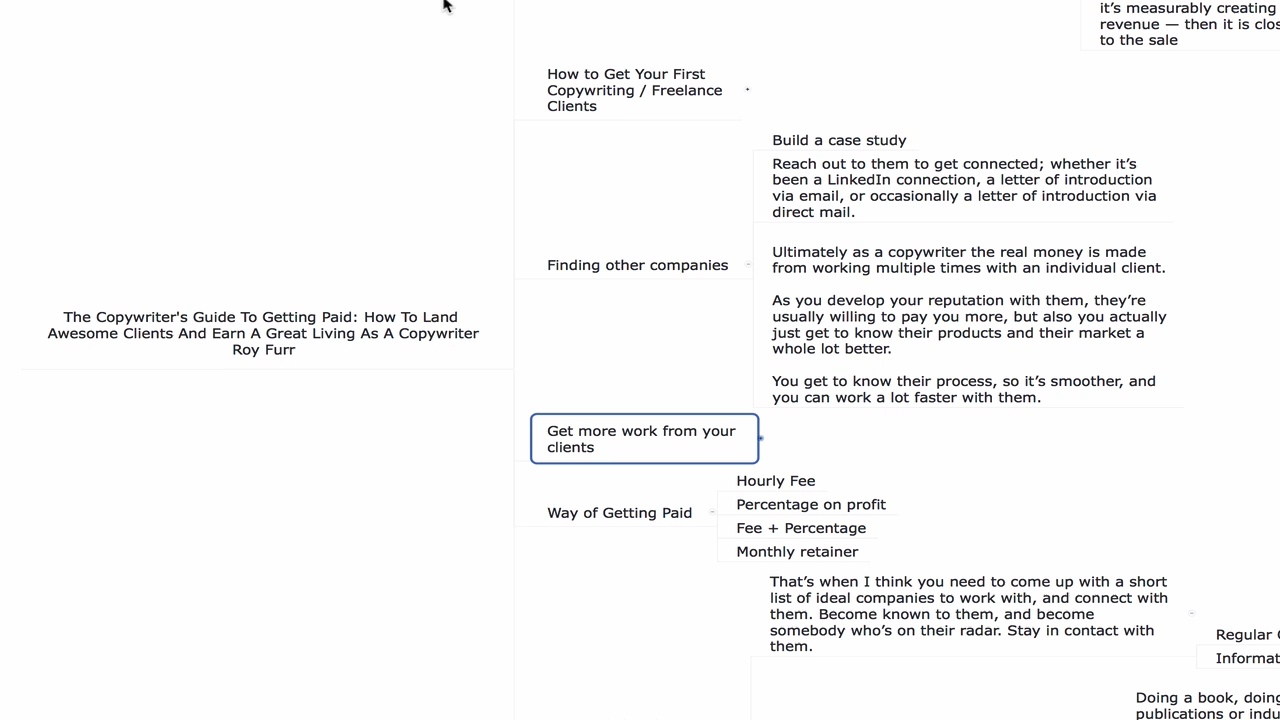 it's measurably creating
revenue — then it is
to the sale
How to Get Your First
Copywriting / Freelance
Clients
Build a case study
Reach out to them to get connected; whether it's
been a LinkedIn connection, a letter of introduction
via email, or occasionally a letter of introduction via
direct mail.
Finding other companies
Ultimately as a copywriter the real money is made
from working multiple times with an individual client.
As you develop your reputation with them, they're
usually willing to pay you more, but also you actually
just get to know their products and their market a
whole lot better.
You get to know their process, so it's smoother, and
you can work a lot faster with them.
The Copywriter's Guide To Getting Paid: How To Land
Awesome Clients And Earn A Great Living As A Copywriter
Roy Furr
Get more work from your
clients
Way of Getting Paid
Hourly Fee
Percentage on profit
Fee + Percentage
Monthly retainer
That's when I think you need to come up with a short
list of ideal companies to work with, and connect with
them. Become known to them, and become
somebody who's on their radar. Stay in contact with
them.
Regular
Doing a book,
publications or